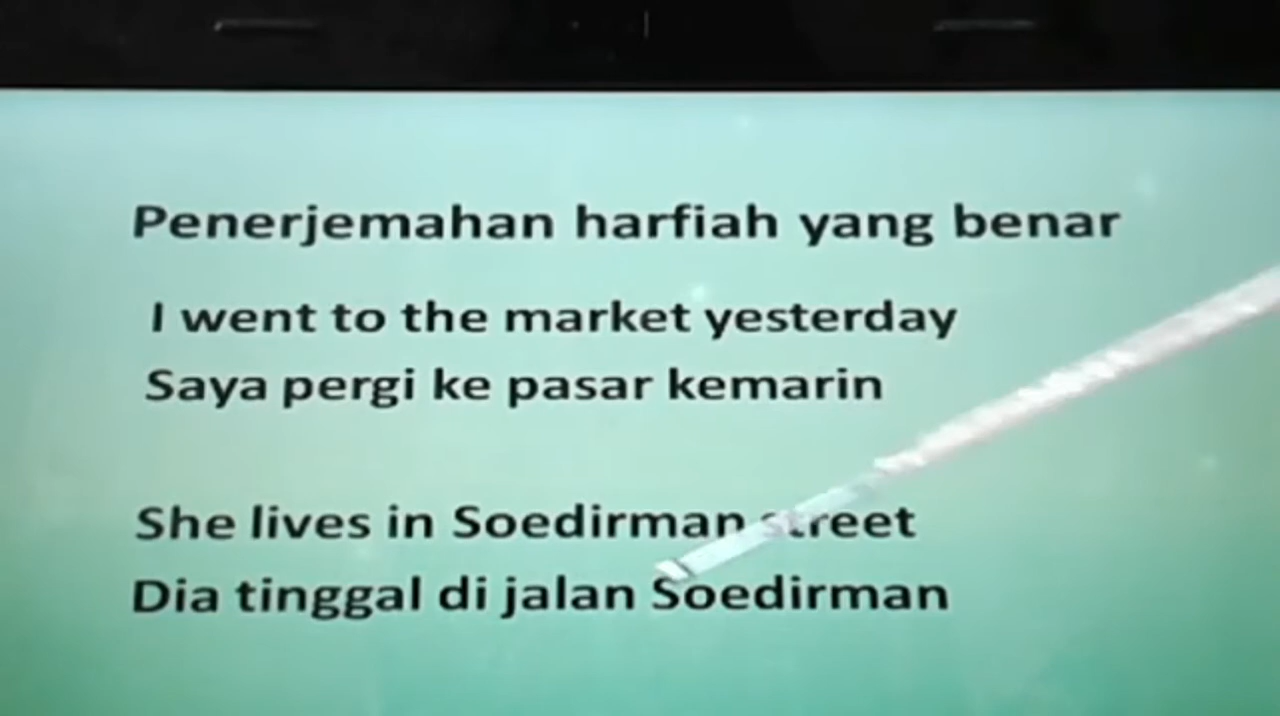 Penerjemahan harfiah yang benar
I went to the market yesterday
Saya pergi ke pasar kemarin
She lives in Soedirman street
Dia tinggal di jalan Soedirman